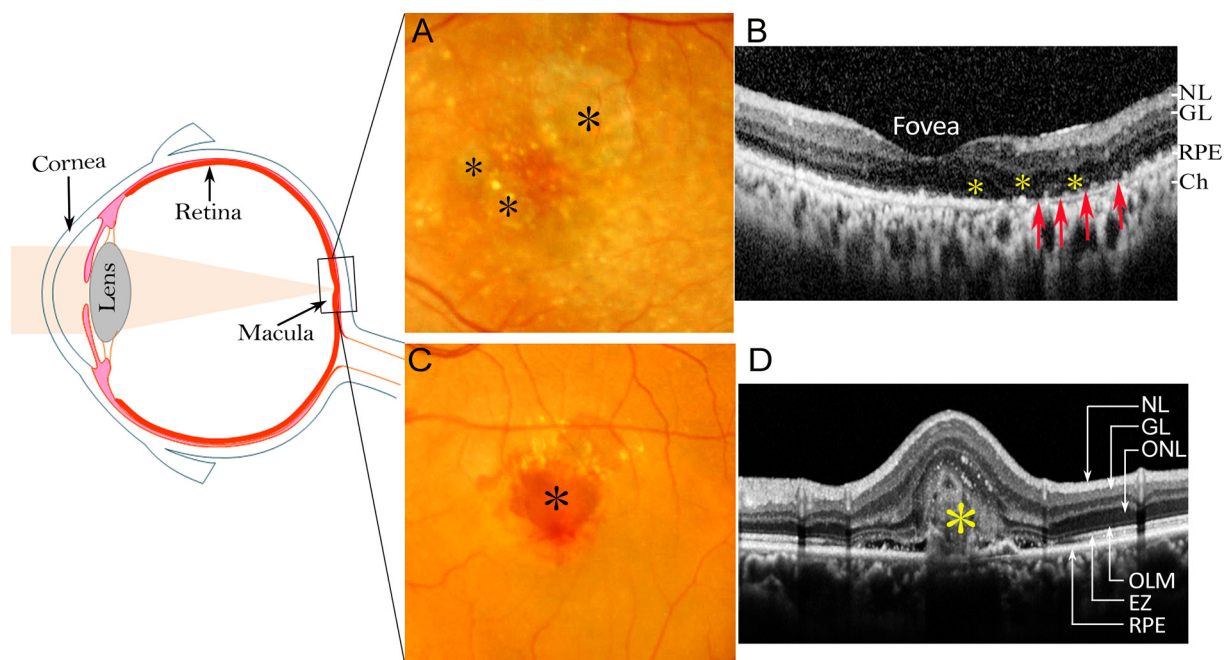 Cornea
Retina
Lens
Macula
A
*
*
*
B
Fovea
* * *
NL
GL
RPE
Ch
C
*
D
*
NL
GL
ONL
OLM
EZ
RPE